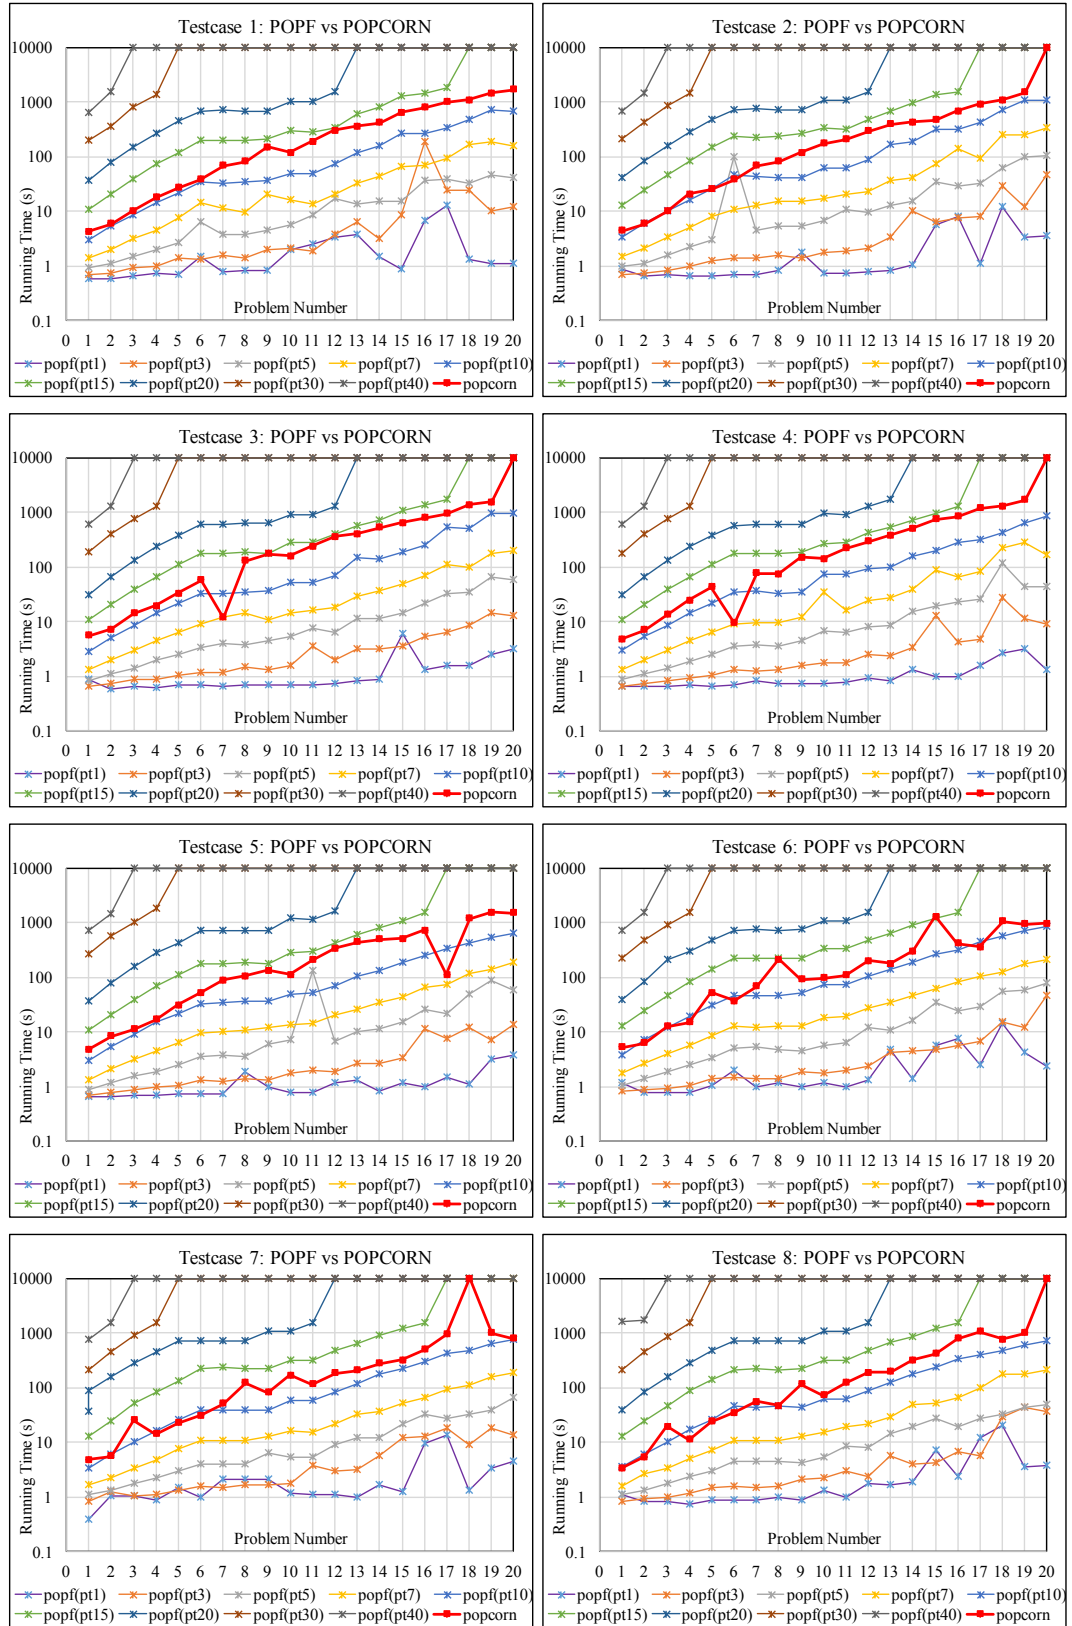 Testcase 1: POPF vs POPCORN
10000
1000
100
10
1
0.1
Running Time (s)
Problem Number
0 1 2 3 4 5 6 7 8 9 10 11 12 13 14 15 16 17 18 19 20
popf(pt1) popf(pt3) popf(pt5) popf(pt7) popf(pt10)
popf(pt15) popf(pt20) popf(pt30) popf(pt40) popcorn
Testcase 2: POPF vs POPCORN
10000
1000
100
10
1
0.1
Running Time (s)
Problem Number
0 1 2 3 4 5 6 7 8 9 10 11 12 13 14 15 16 17 18 19 20
popf(pt1) popf(pt3) popf(pt5) popf(pt7) popf(pt10)
popf(pt15) popf(pt20) popf(pt30) popf(pt40) popcorn
Testcase 3: POPF vs POPCORN
10000
1000
100
10
1
0.1
Running Time (s)
Problem Number
0 1 2 3 4 5 6 7 8 9 10 11 12 13 14 15 16 17 18 19 20
popf(pt1) popf(pt3) popf(pt5) popf(pt7) popf(pt10)
popf(pt15) popf(pt20) popf(pt30) popf(pt40) popcorn
Testcase 4: POPF vs POPCORN
10000
1000
100
10
1
0.1
Running Time (s)
Problem Number
0 1 2 3 4 5 6 7 8 9 10 11 12 13 14 15 16 17 18 19 20
popf(pt1) popf(pt3) popf(pt5) popf(pt7) popf(pt10)
popf(pt15) popf(pt20) popf(pt30) popf(pt40) popcorn
Testcase 5: POPF vs POPCORN
10000
1000
100
10
1
0.1
Running Time (s)
Problem Number
0 1 2 3 4 5 6 7 8 9 10 11 12 13 14 15 16 17 18 19 20
popf(pt1) popf(pt3) popf(pt5) popf(pt7) popf(pt10)
popf(pt15) popf(pt20) popf(pt30) popf(pt40) popcorn
Testcase 6: POPF vs POPCORN
10000
1000
100
10
1
0.1
Running Time (s)
Problem Number
0 1 2 3 4 5 6 7 8 9 10 11 12 13 14 15 16 17 18 19 20
popf(pt1) popf(pt3) popf(pt5) popf(pt7) popf(pt10)
popf(pt15) popf(pt20) popf(pt30) popf(pt40) popcorn
Testcase 7: POPF vs POPCORN
10000
1000
100
10
1
0.1
Running Time (s)
Problem Number
0 1 2 3 4 5 6 7 8 9 10 11 12 13 14 15 16 17 18 19 20
popf(pt1) popf(pt3) popf(pt5) popf(pt7) popf(pt10)
popf(pt15) popf(pt20) popf(pt30) popf(pt40) popcorn
Testcase 8: POPF vs POPCORN
10000
1000
100
10
1
0.1
Running Time (s)
Problem Number
0 1 2 3 4 5 6 7 8 9 10 11 12 13 14 15 16 17 18 19 20
popf(pt1) popf(pt3) popf(pt5) popf(pt7) popf(pt10)
popf(pt15) popf(pt20) popf(pt30) popf(pt40) popcorn